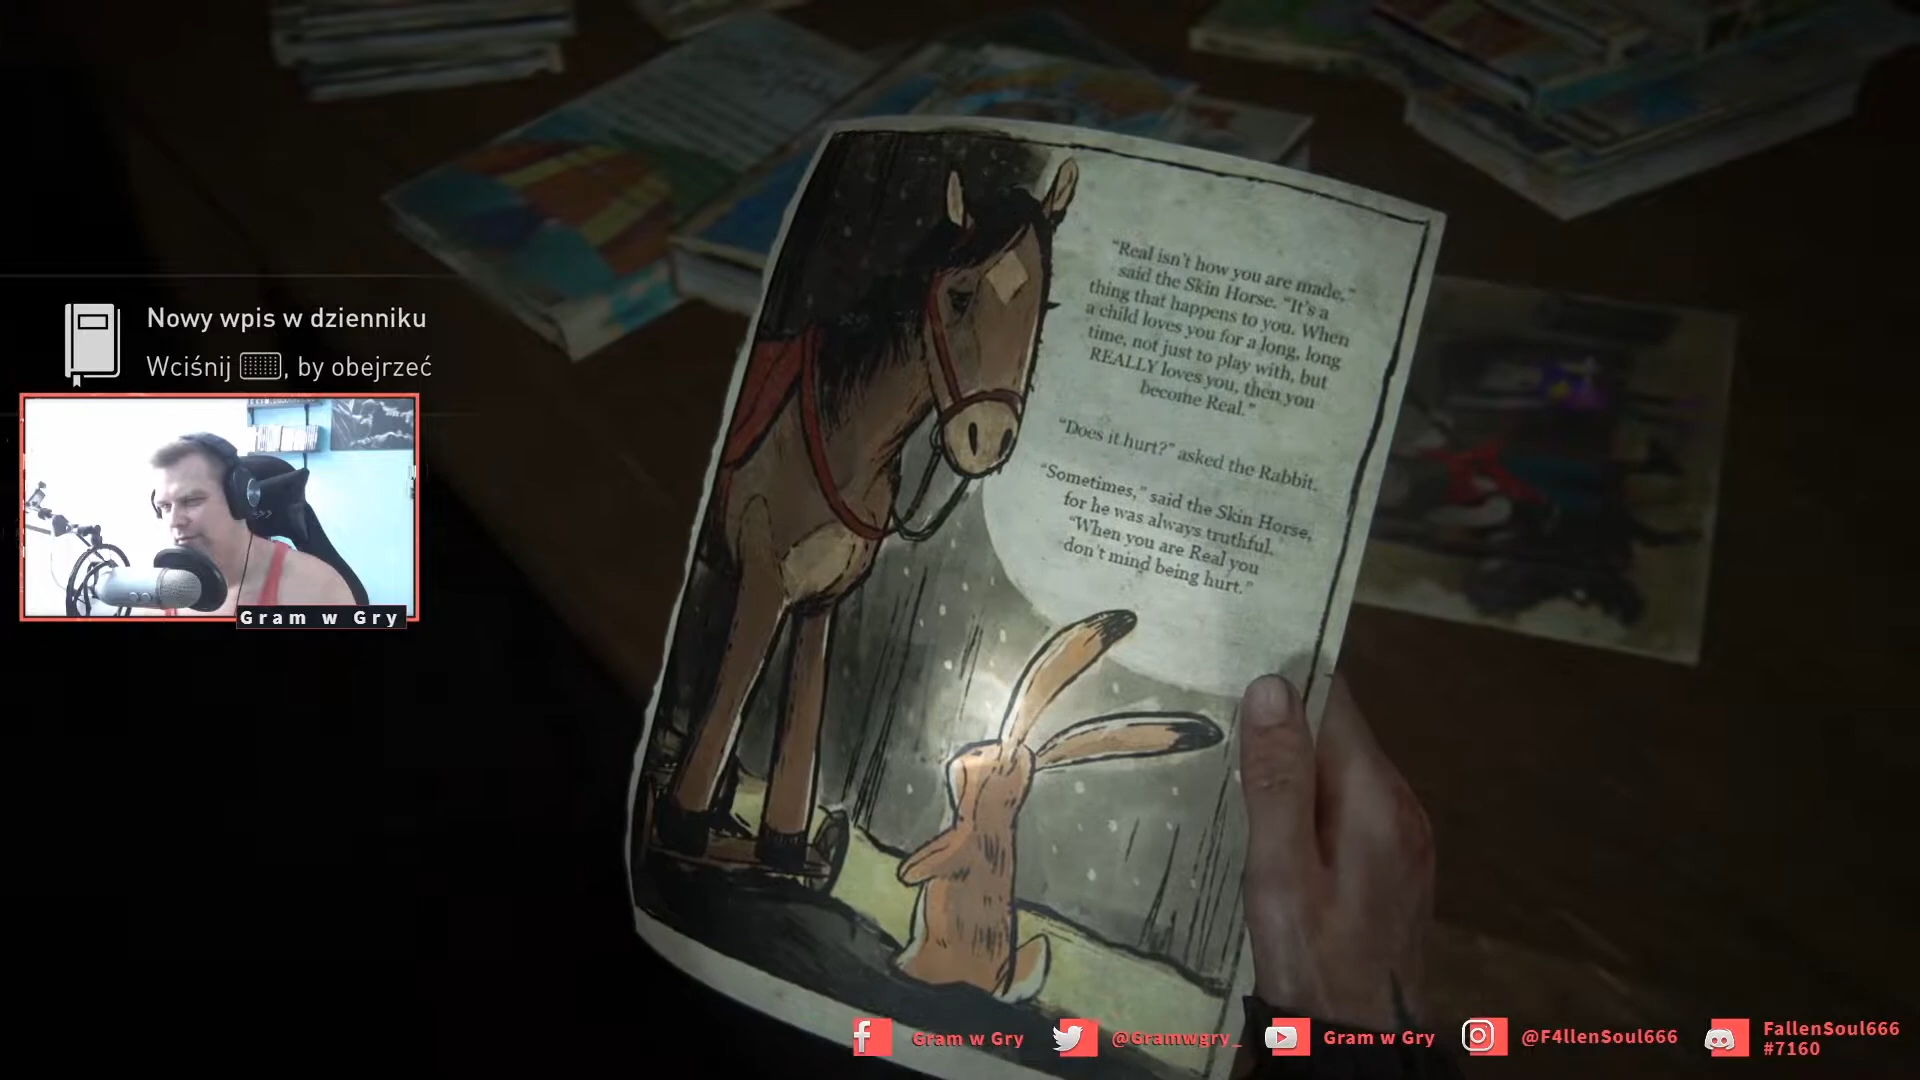 Nowy wpis w dzienniku
Wciśnij , by obejrzeć
Gram w Gry
“Real isn’t how you are made,”
said the Skin Horse. “It’s a
thing that happens to you. When
a child loves you for a long, long
time, not just to play with, but
REALLY loves you, then you
become Real.”
“Does it hurt?” asked the Rabbit.
“Sometimes,” said the Skin Horse,
for he was always truthful.
“When you are Real you
don’t mind being hurt.”
Gram w Gry
@Gramwgry_
Gram w Gry
@F4llenSoul666
FallenSoul666
#7160